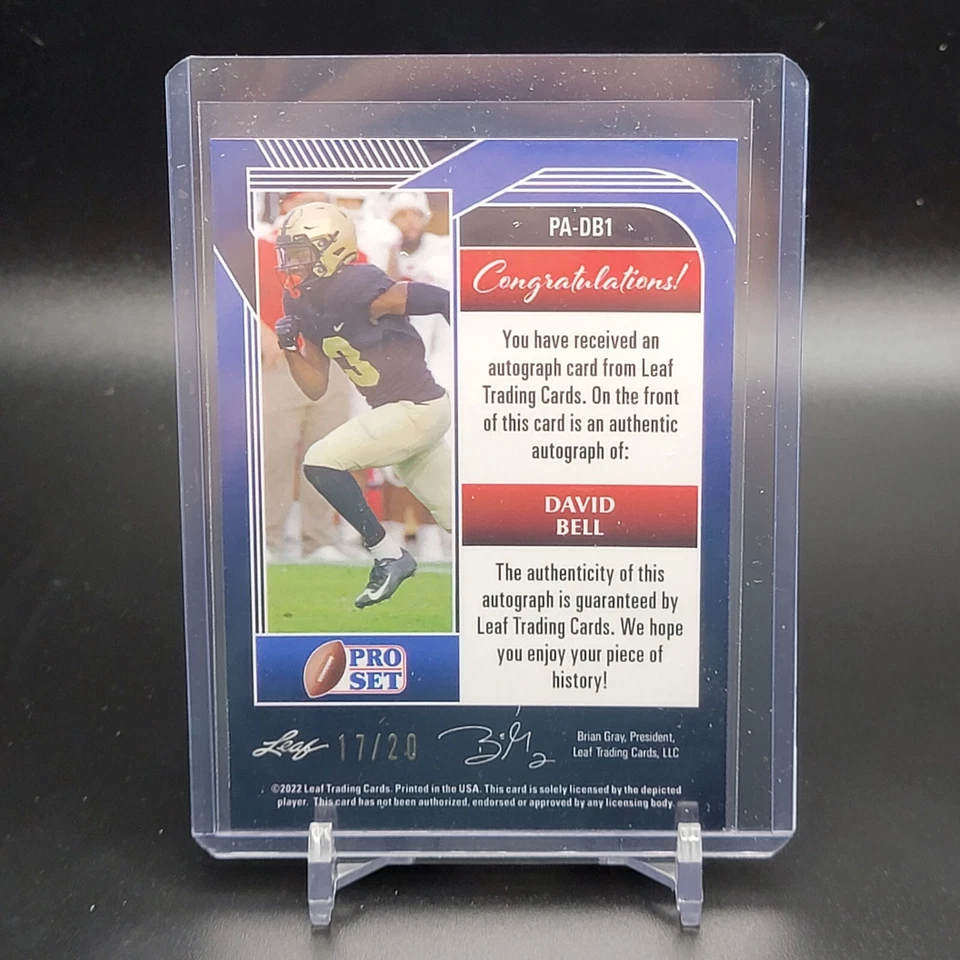 PA-DB1
Congratulations!
You have received an
autograph card from Leaf
Trading Cards. On the front
of this card is an authentic
autograph of:
DAVID
BELL
The authenticity of this
autograph is guaranteed by
Leaf Trading Cards. We hope
you enjoy your piece of
history!
3
PRO
SET
Leaf 17/20
Brian Gray, President,
Leaf Trading Cards, LLC
©2022 Leaf Trading Cards. Printed in the USA. This card is solely licensed by the depicted
player. This card has not been authorized, endorsed or approved by any licensing body.